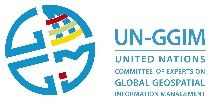 UN-GGIM
UNITED NATIONS
COMMITTEE OF EXPERTS ON
GLOBAL GEOSPATIAL
INFORMATION MANAGEMENT